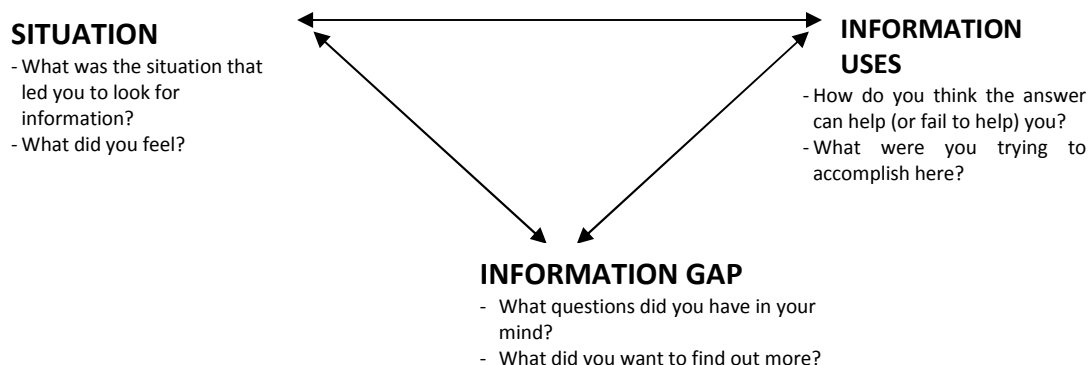 SITUATION
- What was the situation that
led you to look for
information?
- What did you feel?
INFORMATION
USES
- How do you think the answer
can help (or fail to help) you?
- What were you trying to
accomplish here?
INFORMATION GAP
- What questions did you have in your
mind?
- What did you want to find out more?